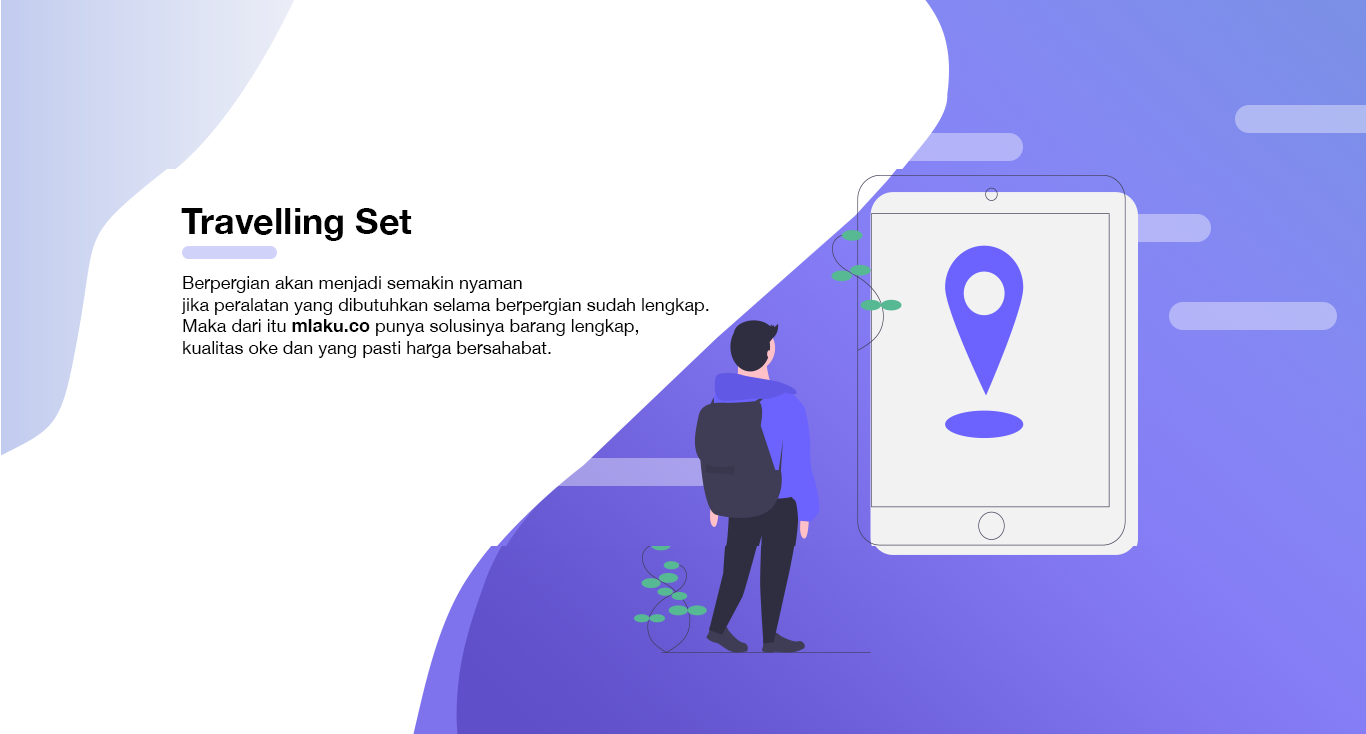 Travelling Set
Berpergian akan menjadi semakin nyaman
jika peralatan yang dibutuhkan selama berpergian sudah lengkap.
Maka dari itu mlaku.co punya solusinya barang lengkap,
kualitas oke dan yang pasti harga bersahabat.